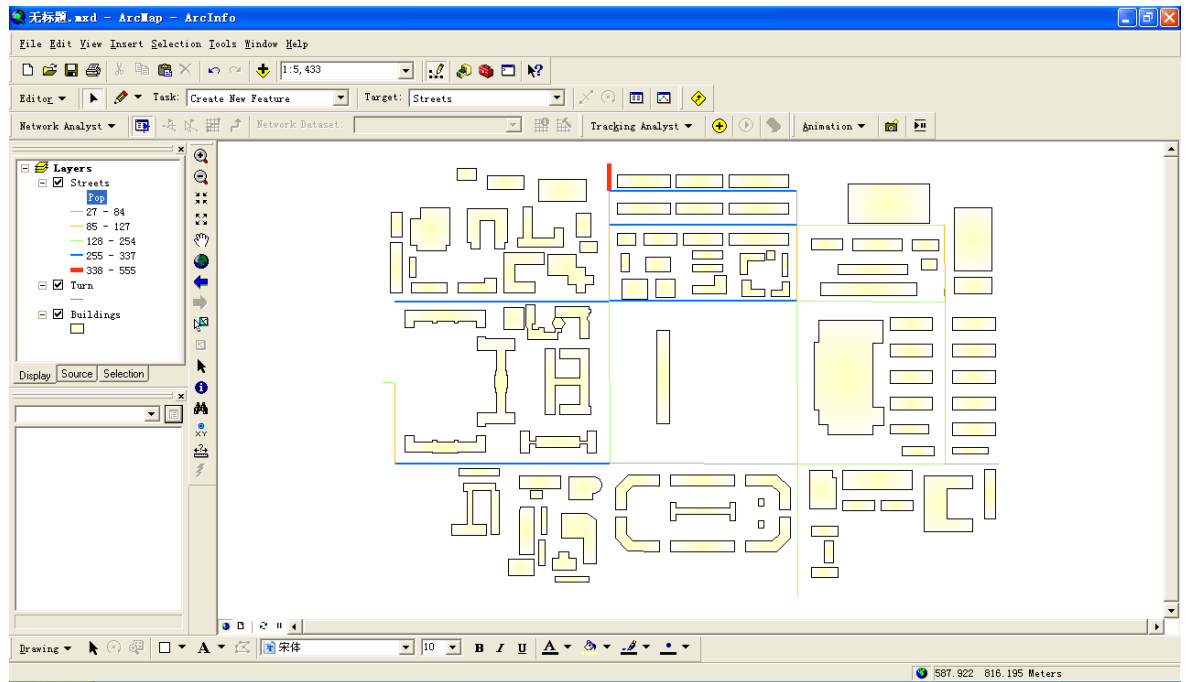 无标题.mxd - ArcMap - ArcInfo
File Edit View Insert Selection Tools Window Help
1:5,433
Editor Task: Create New Feature Target: Streets
Network Analyst Network Dataset: Tracking Analyst Animation
Layers
Streets
Pop
27 - 84
85 - 127
128 - 254
255 - 337
338 - 555
Turn
Buildings
Display Source Selection
XY
Drawing A 宋体 10 B I U A
587.922 816.195 Meters